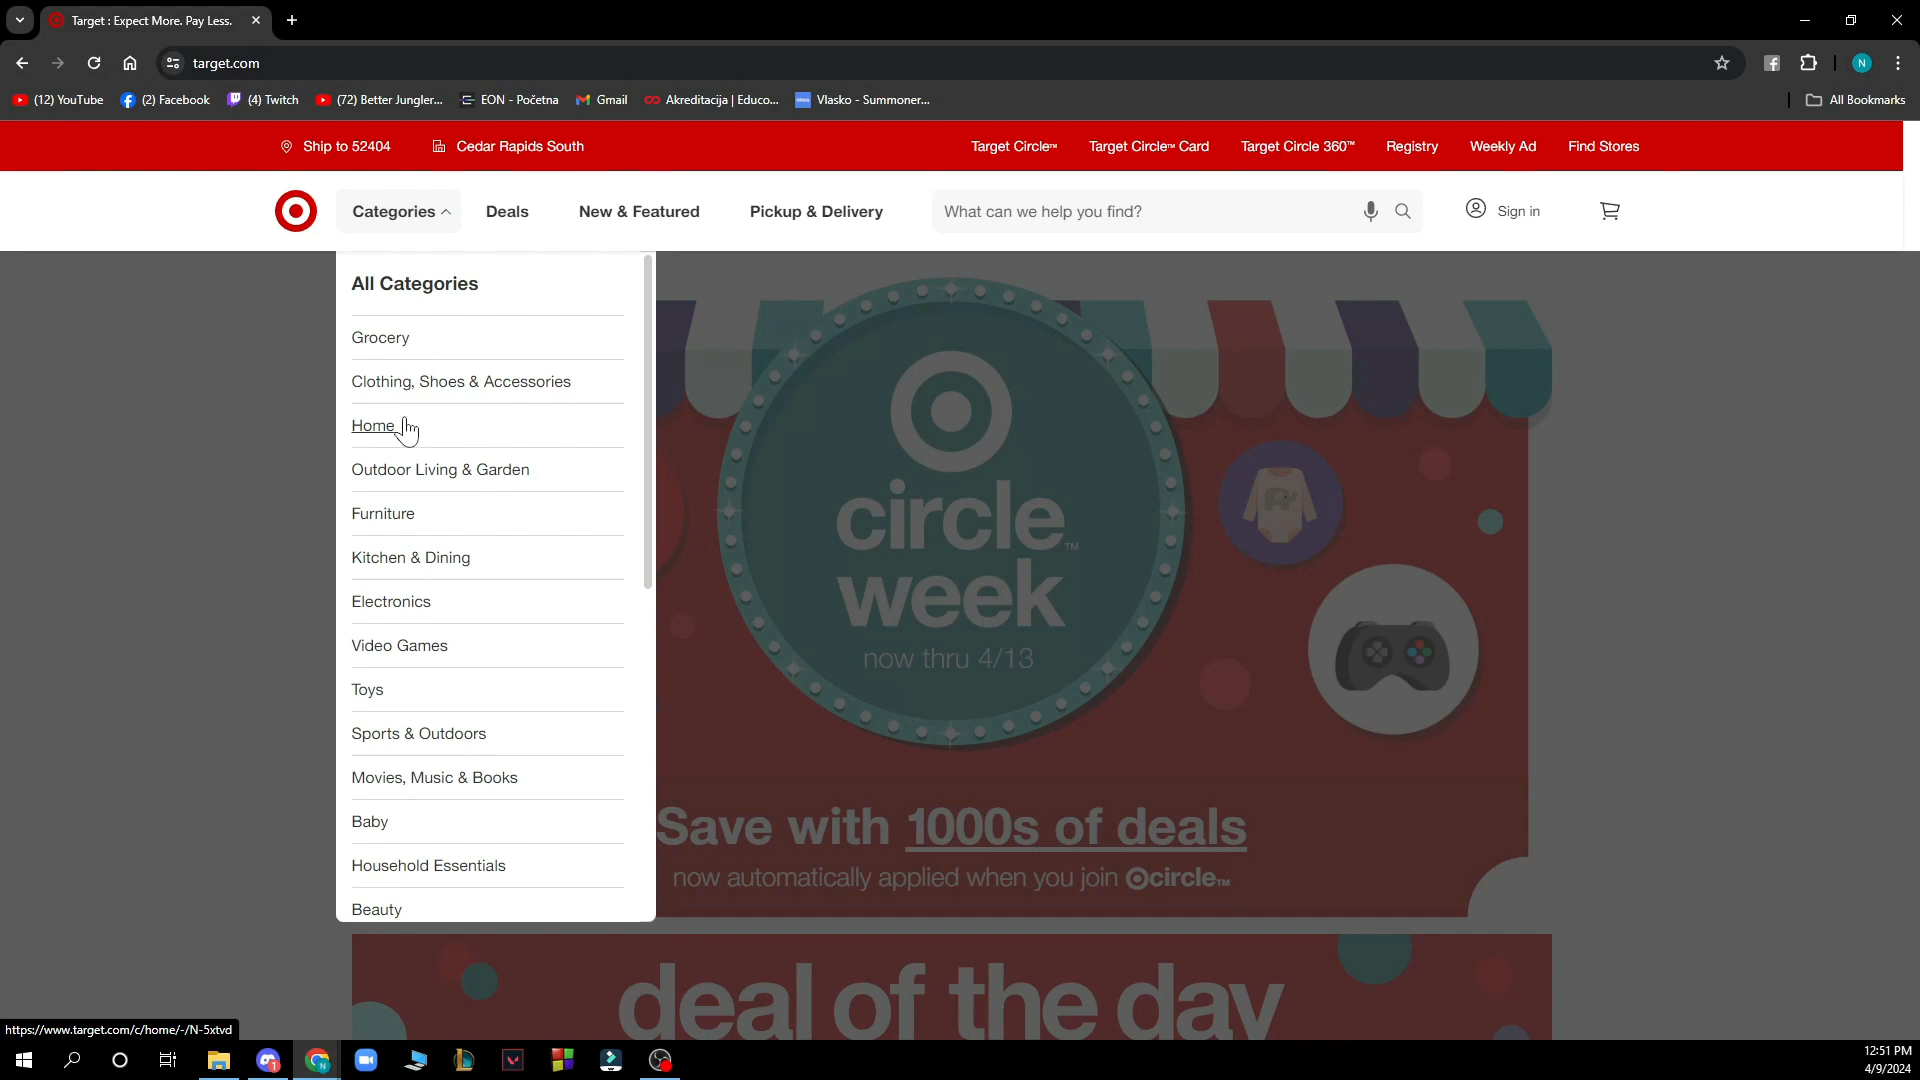 Target : Expect More. Pay Less.
target.com
(12) YouTube (2) Facebook (4) Twitch (72) Better Jungler... EON - Početna Gmail Akreditacija | Educo... Vlasko - Summoner... All Bookmarks
Ship to 52404 Cedar Rapids South Target Circle™ Target Circle™ Card Target Circle 360™ Registry Weekly Ad Find Stores
Categories Deals New & Featured Pickup & Delivery What can we help you find? Sign in
All Categories
Grocery
Clothing, Shoes & Accessories
Home
Outdoor Living & Garden
Furniture
Kitchen & Dining
Electronics
Video Games
Toys
Sports & Outdoors
Movies, Music & Books
Baby
Household Essentials
Beauty
circle™
week
now thru 4/13
Save with 1000s of deals
now automatically applied when you join circle™
deal of the day
https://www.target.com/c/home/-/N-5xtvd
12:51 PM
4/9/2024
N